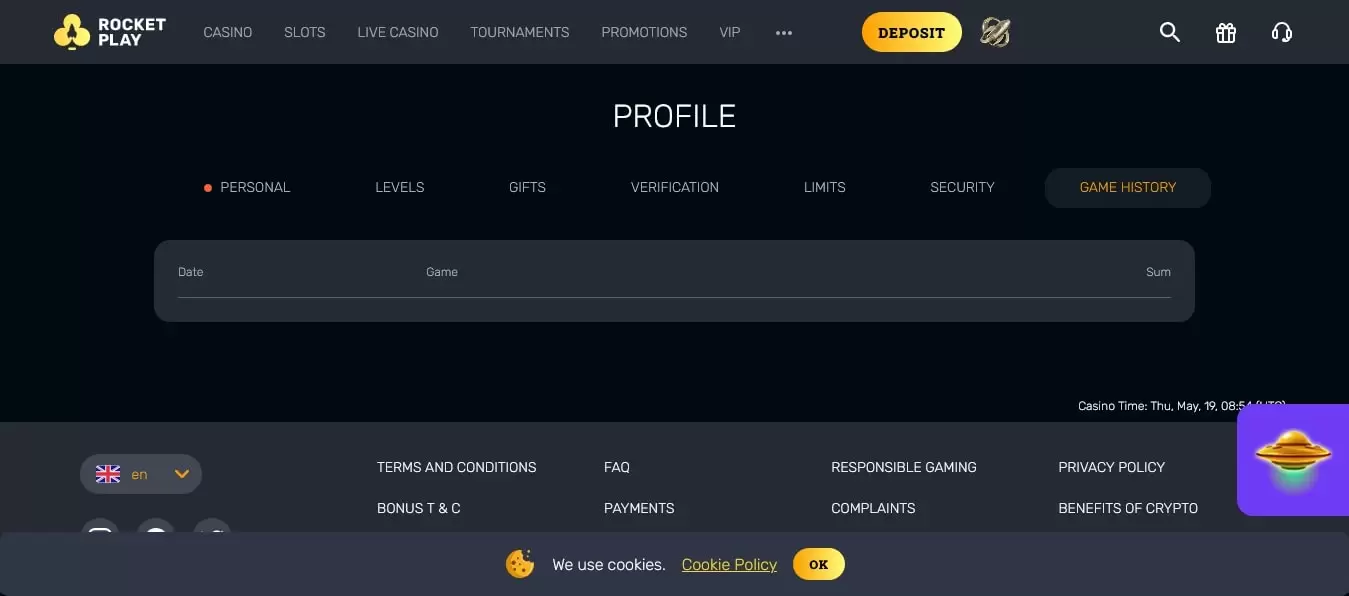 ROCKET
PLAY
CASINO SLOTS LIVE CASINO TOURNAMENTS PROMOTIONS VIP ••• DEPOSIT
PROFILE
PERSONAL LEVELS GIFTS VERIFICATION LIMITS SECURITY GAME HISTORY
Date Game Sum
Casino Time: Thu, May, 19, 08:54 (UTC)
en
TERMS AND CONDITIONS FAQ RESPONSIBLE GAMING PRIVACY POLICY
BONUS T & C PAYMENTS COMPLAINTS BENEFITS OF CRYPTO
We use cookies. Cookie Policy OK